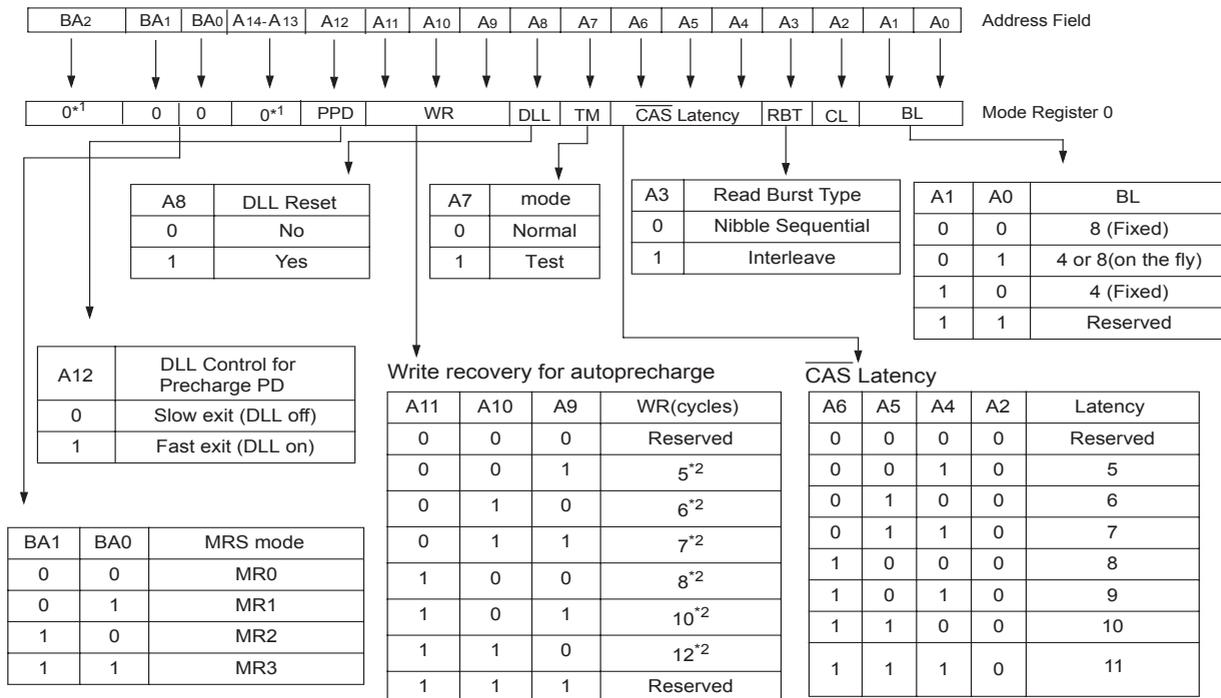 BA2 BA1 BA0 A14-A13 A12 A11 A10 A9 A8 A7 A6 A5 A4 A3 A2 A1 A0 Address Field
0*1 0 0 0*1 PPD WR DLL TM CAS Latency RBT CL BL Mode Register 0
A8 DLL Reset
0 No
1 Yes
A7 mode
0 Normal
1 Test
A3 Read Burst Type
0 Nibble Sequential
1 Interleave
A1 A0 BL
0 0 8 (Fixed)
0 1 4 or 8(on the fly)
1 0 4 (Fixed)
1 1 Reserved
A12 DLL Control for
Precharge PD
0 Slow exit (DLL off)
1 Fast exit (DLL on)
Write recovery for autoprecharge
A11 A10 A9 WR(cycles)
0 0 0 Reserved
0 0 1 5*2
0 1 0 6*2
0 1 1 7*2
1 0 0 8*2
1 0 1 10*2
1 1 0 12*2
1 1 1 Reserved
CAS Latency
A6 A5 A4 A2 Latency
0 0 0 0 Reserved
0 0 1 0 5
0 1 0 0 6
0 1 1 0 7
1 0 0 0 8
1 0 1 0 9
1 1 0 0 10
1 1 1 0 11
BA1 BA0 MRS mode
0 0 MR0
0 1 MR1
1 0 MR2
1 1 MR3